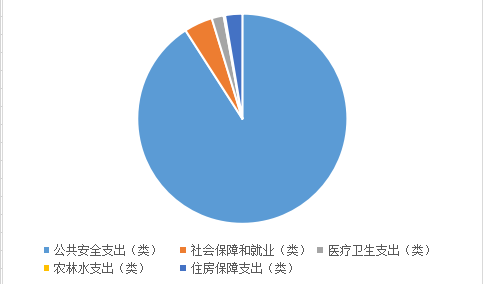 公共安全支出（类） 社会保障和就业（类） 医疗卫生支出（类）
农林水支出（类） 住房保障支出（类）